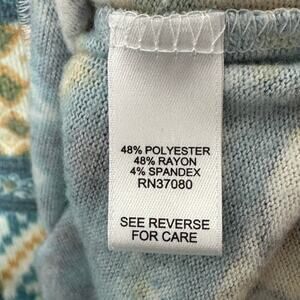 48% POLYESTER
48% RAYON
4% SPANDEX
RN37080
SEE REVERSE
FOR CARE